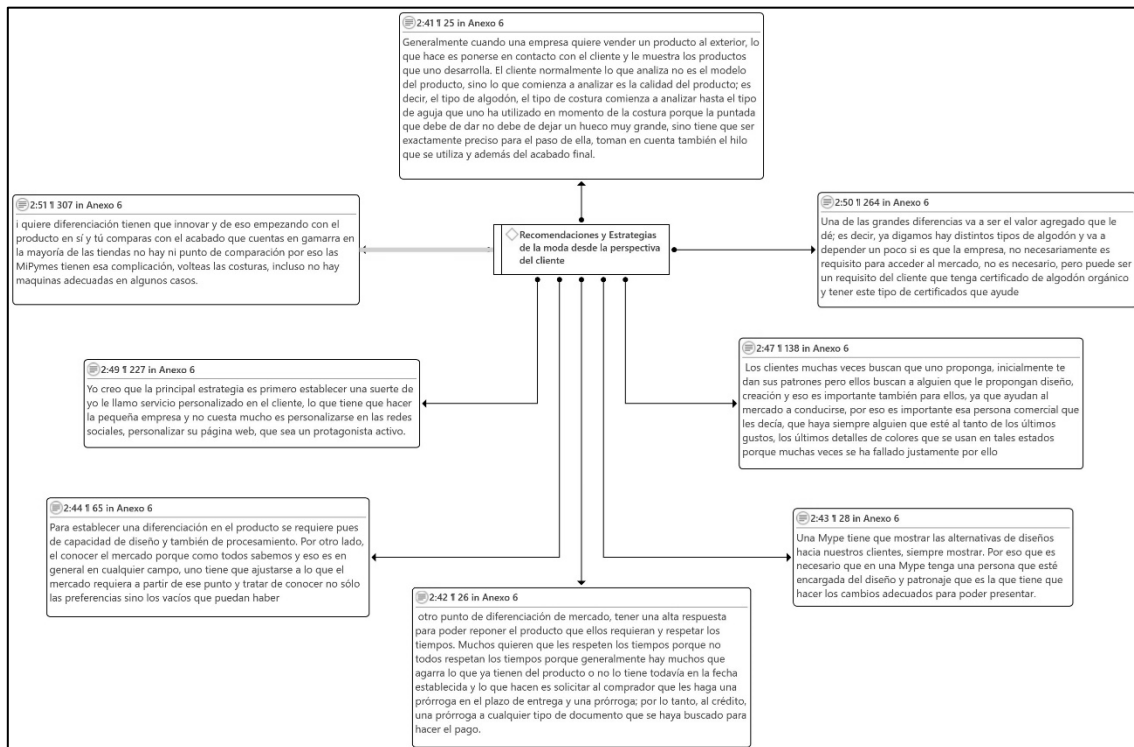 2:41 ¶ 25 in Anexo 6
Generalmente cuando una empresa quiere vender un producto al exterior, lo
que hace es ponerse en contacto con el cliente y le muestra los productos
que uno desarrolla. El cliente normalmente lo que analiza no es el modelo
del producto, sino lo que comienza a analizar es la calidad del producto; es
decir, el tipo de algodón, el tipo de costura comienza a analizar hasta el tipo
de aguja que uno ha utilizado en momento de la costura porque la puntada
que debe de dar no debe de dejar un hueco muy grande, sino tiene que ser
exactamente preciso para el paso de ella, toman en cuenta también el hilo
que se utiliza y además del acabado final.
2:51 ¶ 307 in Anexo 6
i quiere diferenciación tienen que innovar y de eso empezando con el
producto en sí y tú comparas con el acabado que cuentas en gamarra en
la mayoría de las tiendas no hay ni punto de comparación por eso las
MiPymes tienen esa complicación, volteas las costuras, incluso no hay
maquinas adecuadas en algunos casos.
Recomendaciones y Estrategias
de la moda desde la perspectiva
del cliente
2:50 ¶ 264 in Anexo 6
Una de las grandes diferencias va a ser el valor agregado que le
dé; es decir, ya digamos hay distintos tipos de algodón y va a
depender un poco si es que la empresa, no necesariamente es
requisito para acceder al mercado, no es necesario, pero puede ser
un requisito del cliente que tenga certificado de algodón orgánico
y tener este tipo de certificados que ayude
2:49 ¶ 227 in Anexo 6
Yo creo que la principal estrategia es primero establecer una suerte de
yo le llamo servicio personalizado en el cliente, lo que tiene que hacer
la pequeña empresa y no cuesta mucho es personalizarse en las redes
sociales, personalizar su página web, que sea un protagonista activo.
2:47 ¶ 138 in Anexo 6
Los clientes muchas veces buscan que uno proponga, inicialmente te
dan sus patrones pero ellos buscan a alguien que le propongan diseño,
creación y eso es importante también para ellos, ya que ayudan al
mercado a conducirse, por eso es importante esa persona comercial que
les decía, que haya siempre alguien que esté al tanto de los últimos
gustos, los últimos detalles de colores que se usan en tales estados
porque muchas veces se ha fallado justamente por ello
2:44 ¶ 65 in Anexo 6
Para establecer una diferenciación en el producto se requiere pues
de capacidad de diseño y también de procesamiento. Por otro lado,
el conocer el mercado porque como todos sabemos y eso es en
general en cualquier campo, uno tiene que ajustarse a lo que el
mercado requiera a partir de ese punto y tratar de conocer no sólo
las preferencias sino los vacíos que puedan haber
2:43 ¶ 28 in Anexo 6
Una Mype tiene que mostrar las alternativas de diseños
hacia nuestros clientes, siempre mostrar. Por eso que es
necesario que en una Mype tenga una persona que esté
encargada del diseño y patronaje que es la que tiene que
hacer los cambios adecuados para poder presentar.
2:42 ¶ 26 in Anexo 6
otro punto de diferenciación de mercado, tener una alta respuesta
para poder reponer el producto que ellos requieran y respetar los
tiempos. Muchos quieren que les respeten los tiempos porque no
todos respetan los tiempos porque generalmente hay muchos que
agarra lo que ya tienen del producto o no lo tiene todavía en la fecha
establecida y lo que hacen es solicitar al comprador que les haga una
prórroga en el plazo de entrega y una prórroga; por lo tanto, al crédito,
una prórroga a cualquier tipo de documento que se haya buscado para
hacer el pago.